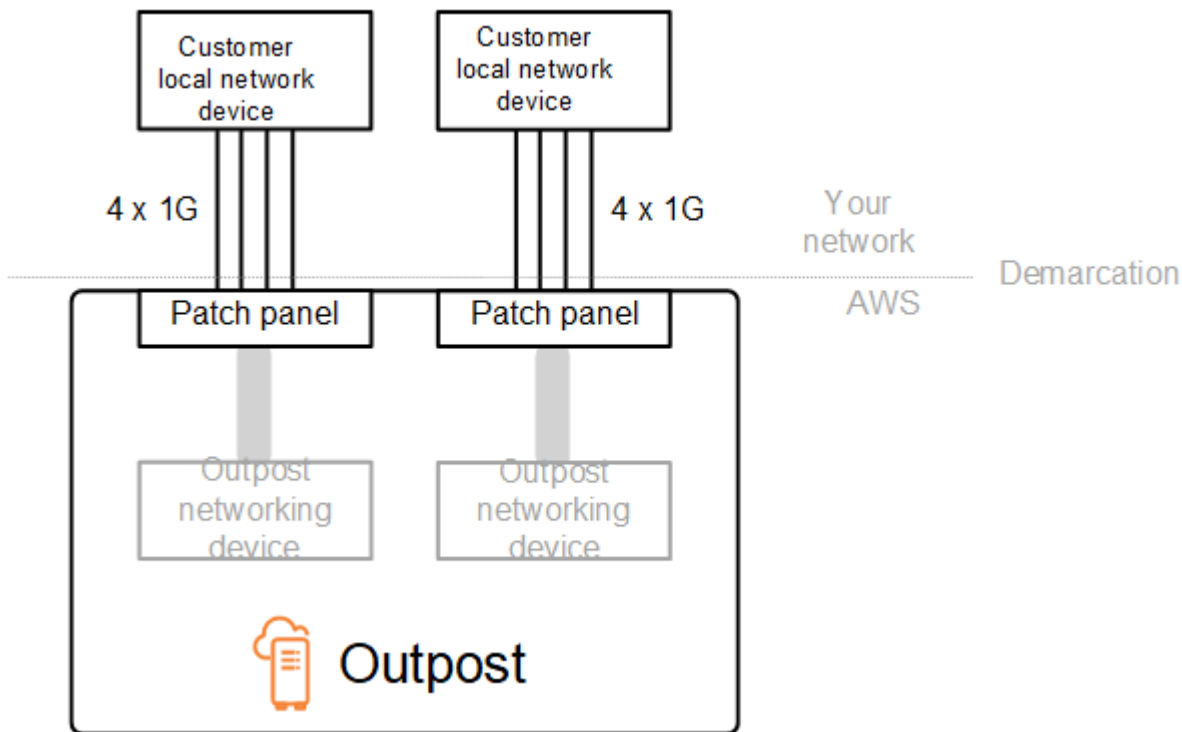 Customer
local network
device
Customer
local network
device
4 x 1G
4 x 1G
Your
network
Demarcation
AWS
Patch panel
Patch panel
Outpost
networking
device
Outpost
networking
device
Outpost